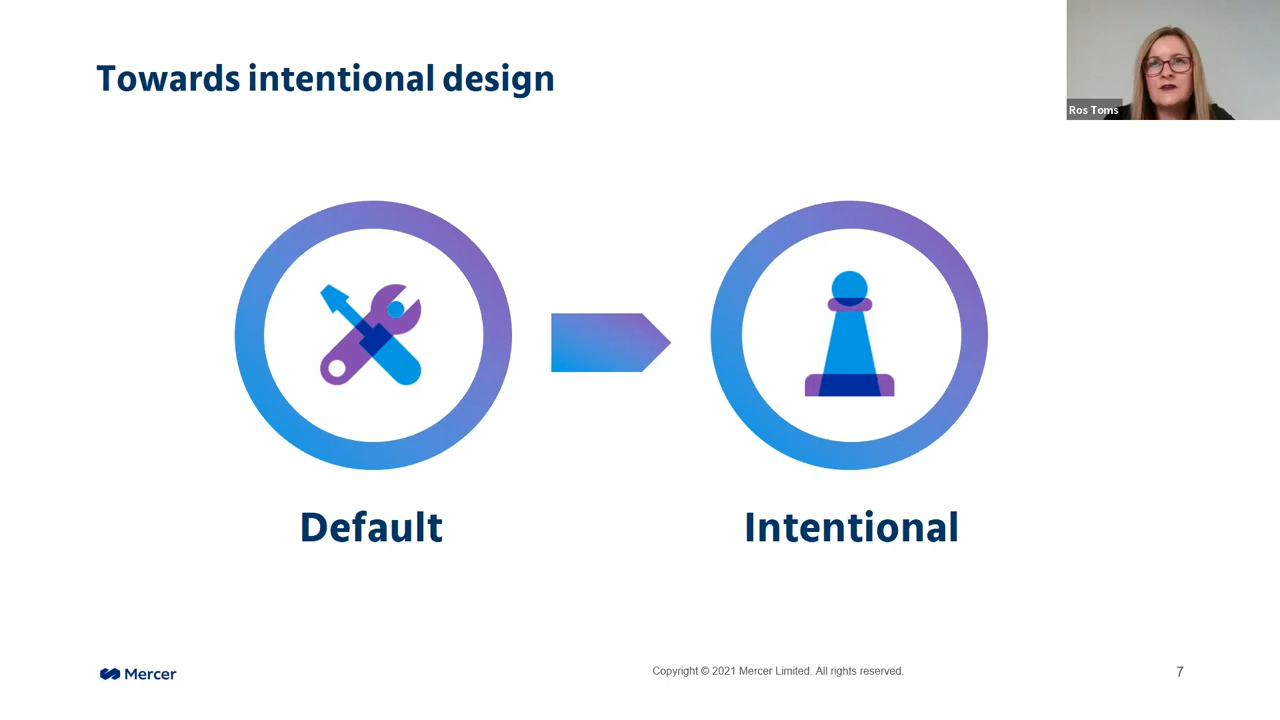 Towards intentional design
Ros Toms
Default
Intentional
Mercer
Copyright © 2021 Mercer Limited. All rights reserved.
7